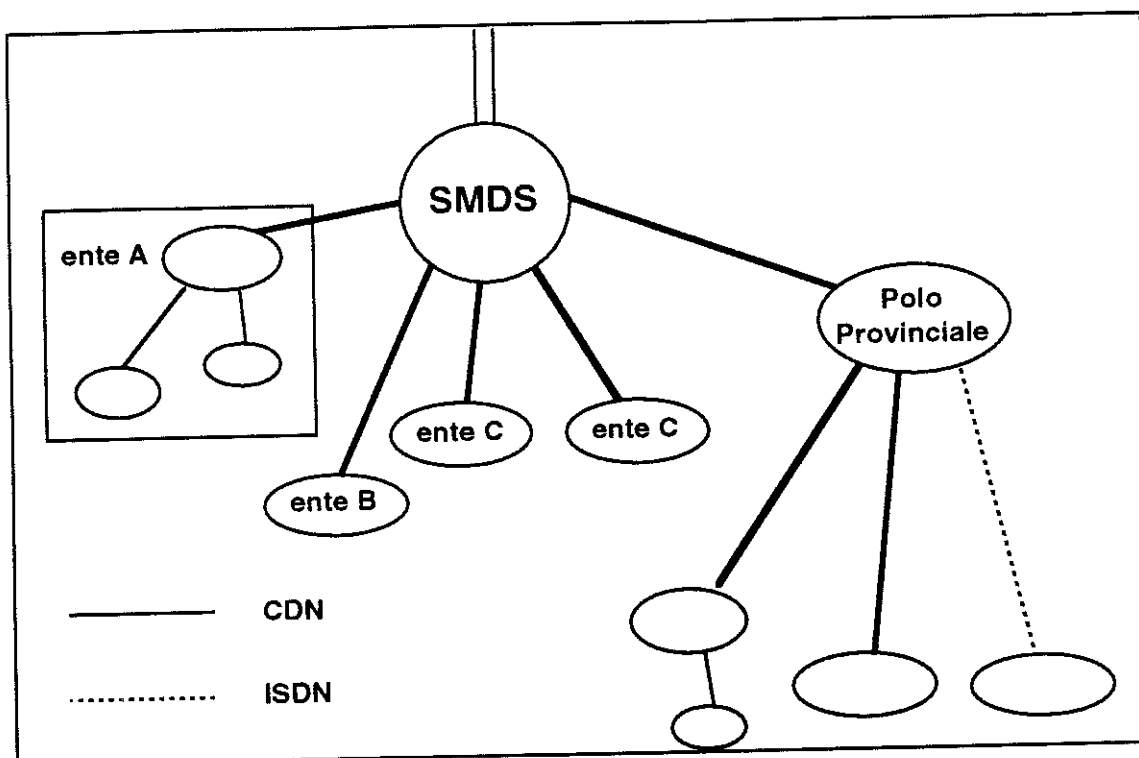 SMDS
ente A
Polo
Provinciale
ente C
ente C
ente B
CDN
ISDN